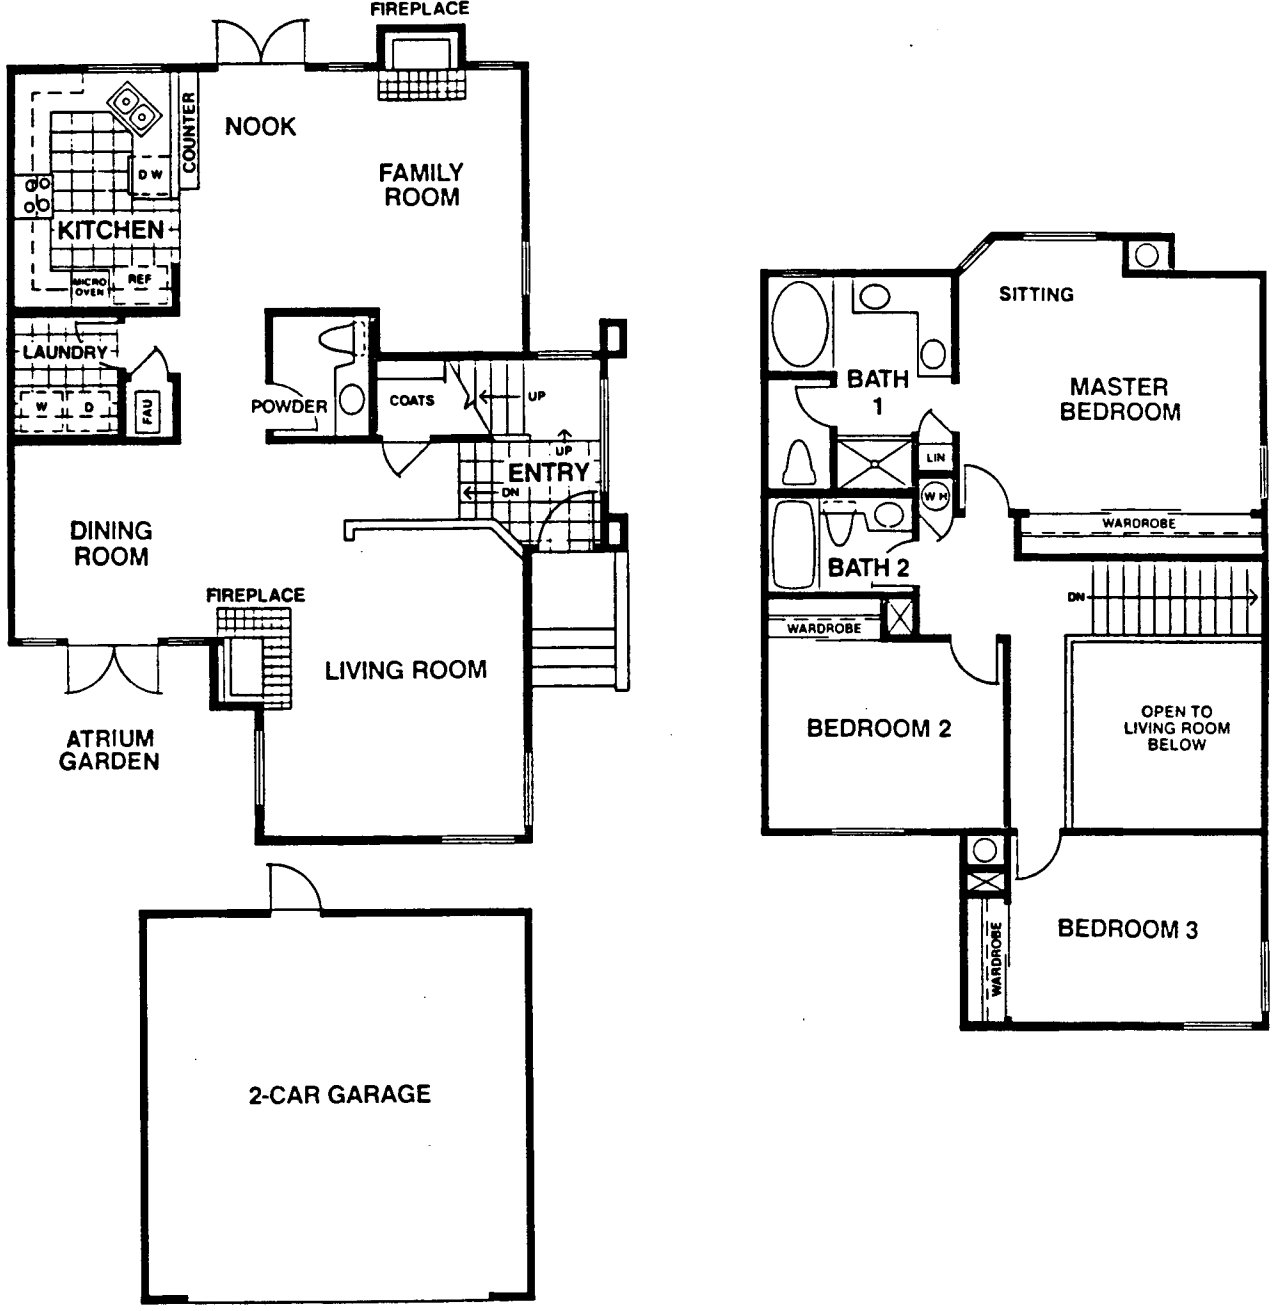 FIREPLACE
COUNTER
NOOK
FAMILY
ROOM
D W
KITCHEN
MICRO
OVEN
REF
LAUNDRY
W
D
FAU
POWDER
COATS
UP
UP
ENTRY
DN
DINING
ROOM
FIREPLACE
LIVING ROOM
ATRIUM
GARDEN
2-CAR GARAGE
SITTING
BATH
1
MASTER
BEDROOM
LIN
W H
WARDROBE
BATH 2
DN
WARDROBE
BEDROOM 2
OPEN TO
LIVING ROOM
BELOW
BEDROOM 3
WARDROBE